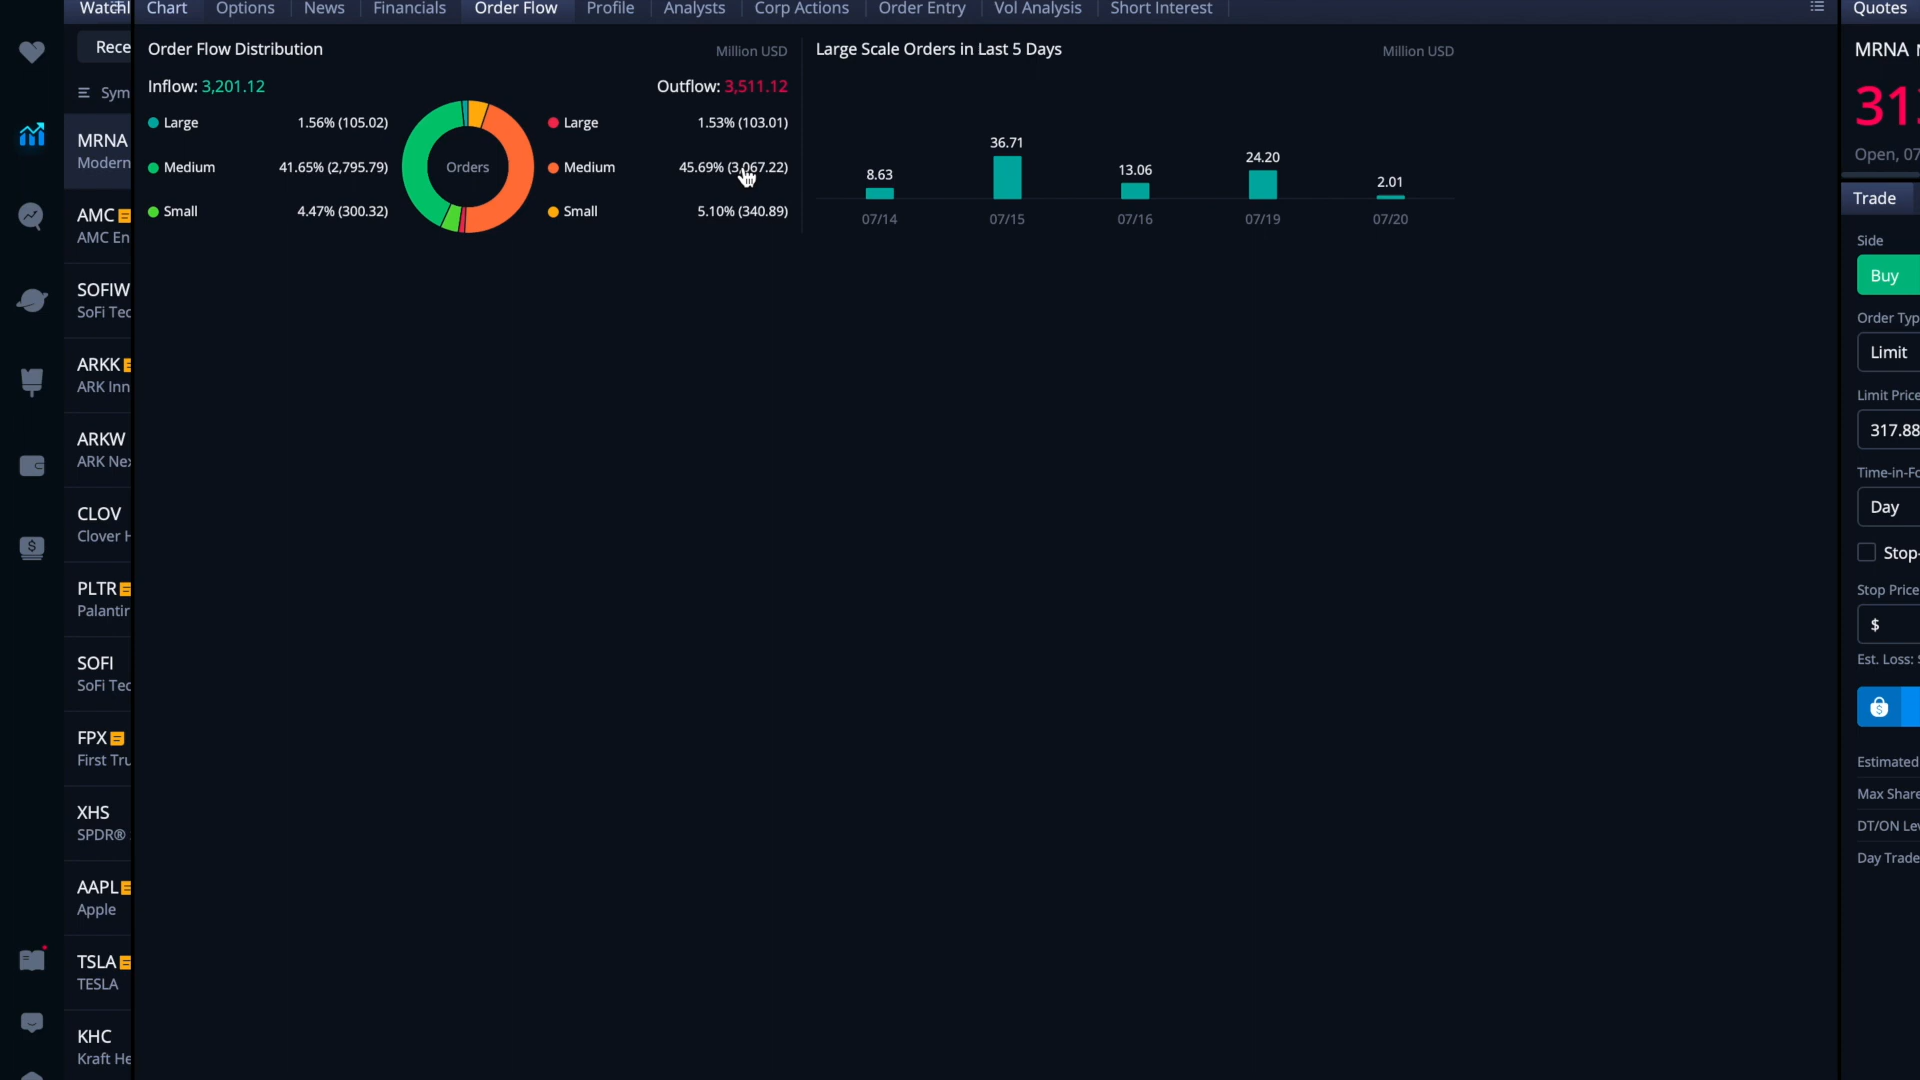 Watchl
Chart
Options
News
Financials
Order Flow
Profile
Analysts
Corp Actions
Order Entry
Vol Analysis
Short Interest
Quotes
Rece
Sym
MRNA
Modern
AMC
AMC En
SOFIW
SoFi Tec
ARKK
ARK Inn
ARKW
ARK Nex
CLOV
Clover H
PLTR
Palantir
SOFI
SoFi Tec
FPX
First Tru
XHS
SPDR®
AAPL
Apple
TSLA
TESLA
KHC
Kraft He
Order Flow Distribution
Million USD
Inflow: 3,201.12
Outflow: 3,511.12
Large 1.56% (105.02)
Medium 41.65% (2,795.79)
Small 4.47% (300.32)
Orders
Large 1.53% (103.01)
Medium 45.69% (3,067.22)
Small 5.10% (340.89)
Large Scale Orders in Last 5 Days
Million USD
8.63
36.71
13.06
24.20
2.01
07/14
07/15
07/16
07/19
07/20
MRNA
31
Open, 07
Trade
Side
Buy
Order Typ
Limit
Limit Price
317.88
Time-in-Fo
Day
Stop-
Stop Price
$
Est. Loss:
Estimated
Max Share
DT/ON Lev
Day Trade